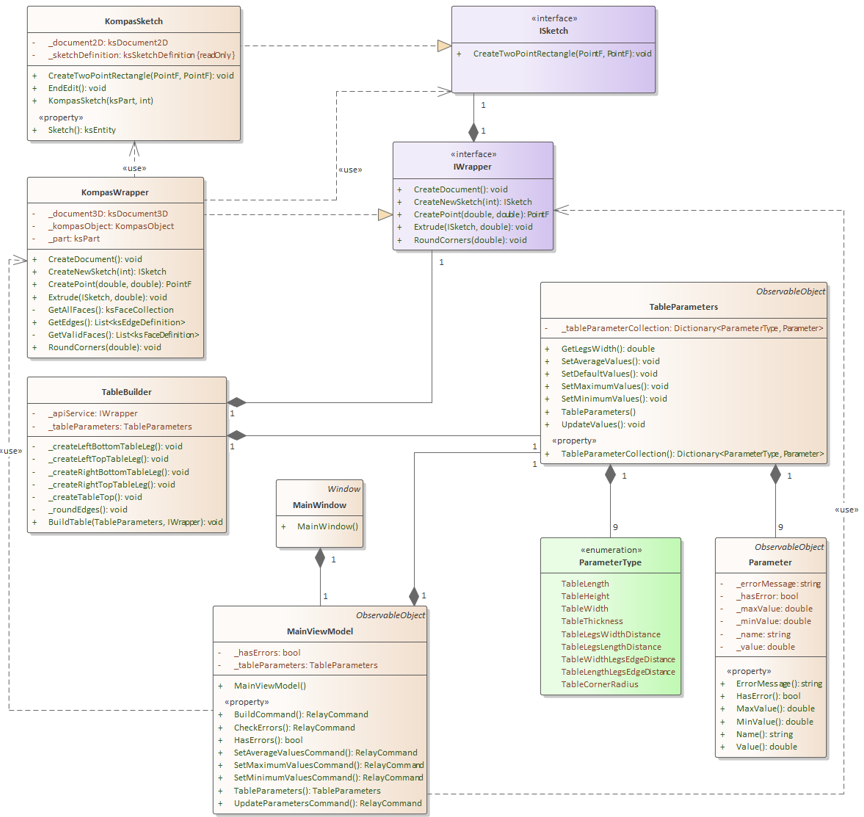 KompasSketch
- _document2D: ksDocument2D
- _sketchDefinition: ksSketchDefinition {readOnly}
+ CreateTwoPointRectangle(PointF, PointF): void
+ EndEdit(): void
+ KompasSketch(ksPart, int)
«property»
+ Sketch(): ksEntity
«interface»
ISketch
+ CreateTwoPointRectangle(PointF, PointF): void
1
1
«use»
«use»
«interface»
IWrapper
+ CreateDocument(): void
+ CreateNewSketch(int): ISketch
+ CreatePoint(double, double): PointF
+ Extrude(ISketch, double): void
+ RoundCorners(double): void
1
KompasWrapper
- _document3D: ksDocument3D
- _kompasObject: KompasObject
- _part: ksPart
+ CreateDocument(): void
+ CreateNewSketch(int): ISketch
+ CreatePoint(double, double): PointF
+ Extrude(ISketch, double): void
- GetAllFaces(): ksFaceCollection
- GetEdges(): List<ksEdgeDefinition>
- GetValidFaces(): List<ksFaceDefinition>
+ RoundCorners(double): void
ObservableObject
TableParameters
- _tableParameterCollection: Dictionary<ParameterType, Parameter>
+ GetLegsWidth(): double
+ SetAverageValues(): void
+ SetDefaultValues(): void
+ SetMaximumValues(): void
+ SetMinimumValues(): void
+ TableParameters()
+ UpdateValues(): void
«property»
+ TableParameterCollection(): Dictionary<ParameterType, Parameter>
TableBuilder
- _apiService: IWrapper
- _tableParameters: TableParameters
- _createLeftBottomTableLeg(): void
- _createLeftTopTableLeg(): void
- _createRightBottomTableLeg(): void
- _createRightTopTableLeg(): void
- _createTableTop(): void
- _roundEdges(): void
+ BuildTable(TableParameters, IWrapper): void
1
1
1
1
«use»
«use»
1
9
1
9
Window
MainWindow
+ MainWindow()
1
1
1
«enumeration»
ParameterType
TableLength
TableHeight
TableWidth
TableThickness
TableLegsWidthDistance
TableLegsLengthDistance
TableWidthLegsEdgeDistance
TableLengthLegsEdgeDistance
TableCornerRadius
ObservableObject
Parameter
- _errorMessage: string
- _hasError: bool
- _maxValue: double
- _minValue: double
- _name: string
- _value: double
«property»
+ ErrorMessage(): string
+ HasError(): bool
+ MaxValue(): double
+ MinValue(): double
+ Name(): string
+ Value(): double
ObservableObject
MainViewModel
- _hasErrors: bool
- _tableParameters: TableParameters
+ MainViewModel()
«property»
+ BuildCommand(): RelayCommand
+ CheckErrors(): RelayCommand
+ HasErrors(): bool
+ SetAverageValuesCommand(): RelayCommand
+ SetMaximumValuesCommand(): RelayCommand
+ SetMinimumValuesCommand(): RelayCommand
+ TableParameters(): TableParameters
+ UpdateParametersCommand(): RelayCommand